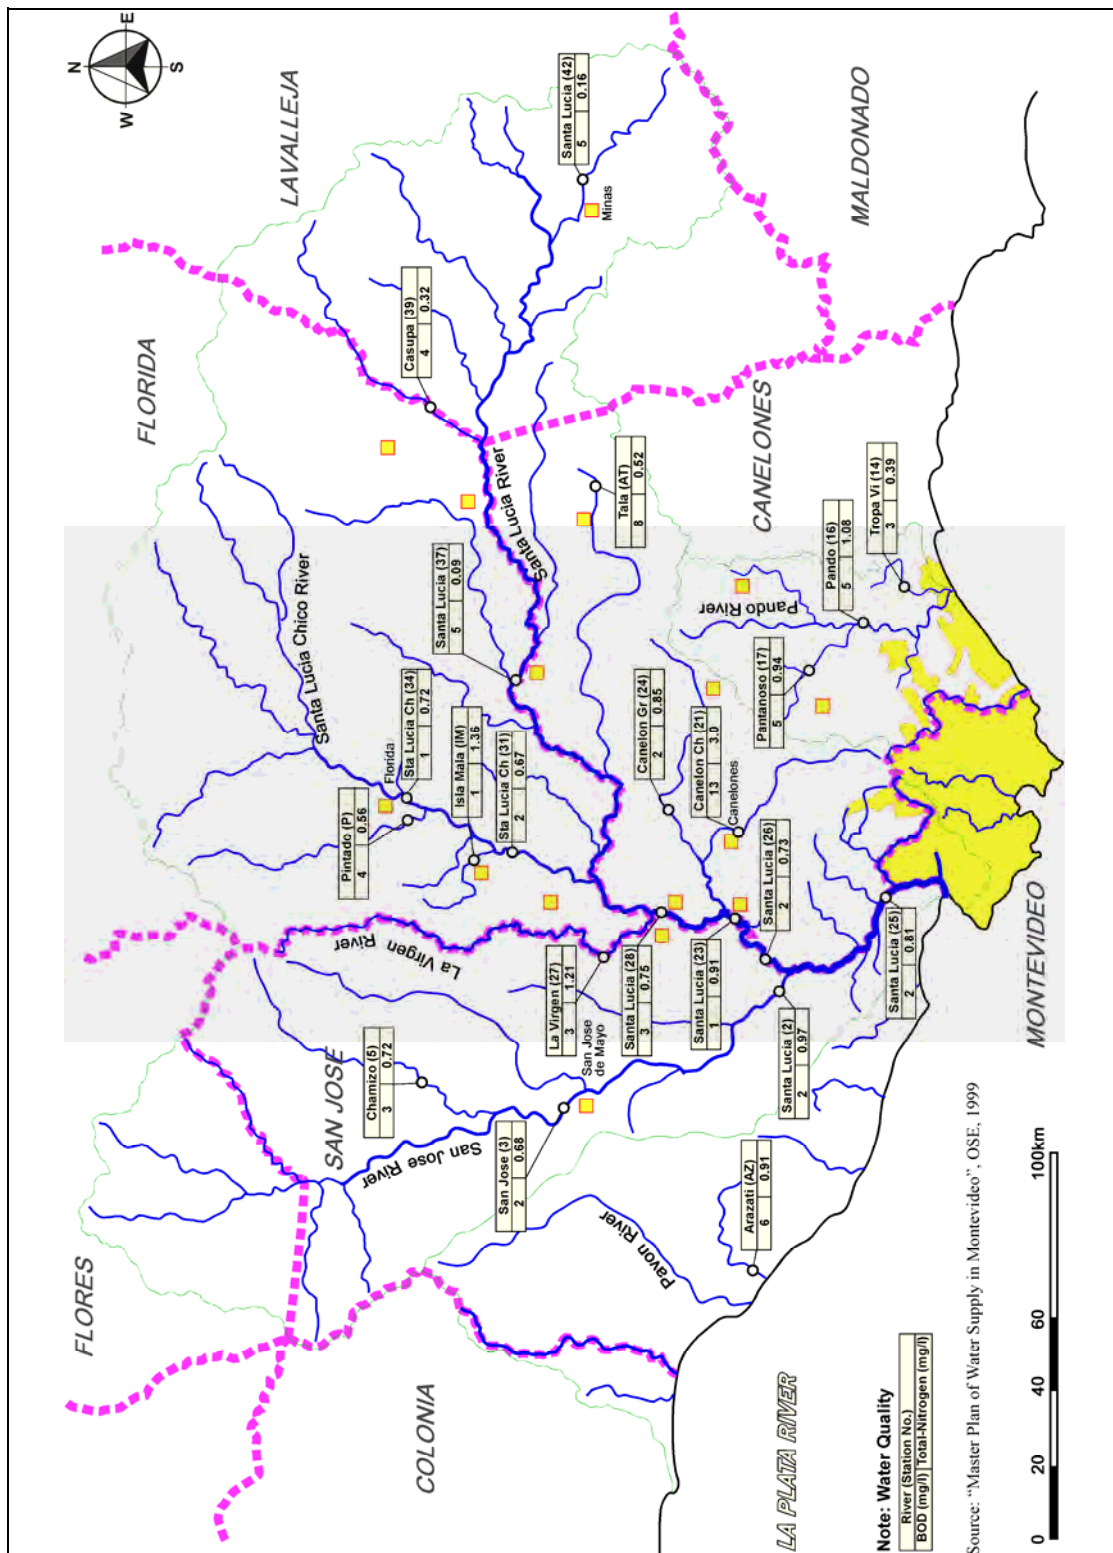 N
E
W
S
LAVALLEJA
Santa Lucia (42)
5 0.16
Minas
MALDONADO
FLORIDA
Casupa (39)
4 0.32
CANELONES
Santa Lucia River
Tala (AT)
8 0.52
Santa Lucia Chico River
Santa Lucia (37)
5 0.09
Sta Lucia Ch (34)
1 0.72
Florida
Isla Mala (IM)
1 1.36
Sta Lucia Ch (31)
2 0.67
Pintado (P)
4 0.56
Canelon Gr (24)
2 0.85
Canelon Ch (21)
13 3.0
Canelones
Pando River
Pando (16)
5 1.08
Tropa Vi (14)
3 0.39
Pantanoso (17)
5 0.94
Santa Lucia (26)
2 0.73
La Virgen River
La Virgen (27)
3 1.21
Santa Lucia (28)
3 0.75
Santa Lucia (23)
1 0.91
Santa Lucia (25)
2 0.81
Santa Lucia (2)
2 0.97
MONTEVIDEO
SAN JOSE
Chamizo (5)
3 0.72
San Jose River
San Jose
de Mayo
San Jose (3)
2 0.68
Arazati (AZ)
6 0.91
Pavon River
FLORES
COLONIA
LA PLATA RIVER
Note: Water Quality
River (Station No.)
BOD (mg/l) Total-Nitrogen (mg/l)
Source: “Master Plan of Water Supply in Montevideo”, OSE, 1999
0 20 40 60 100km